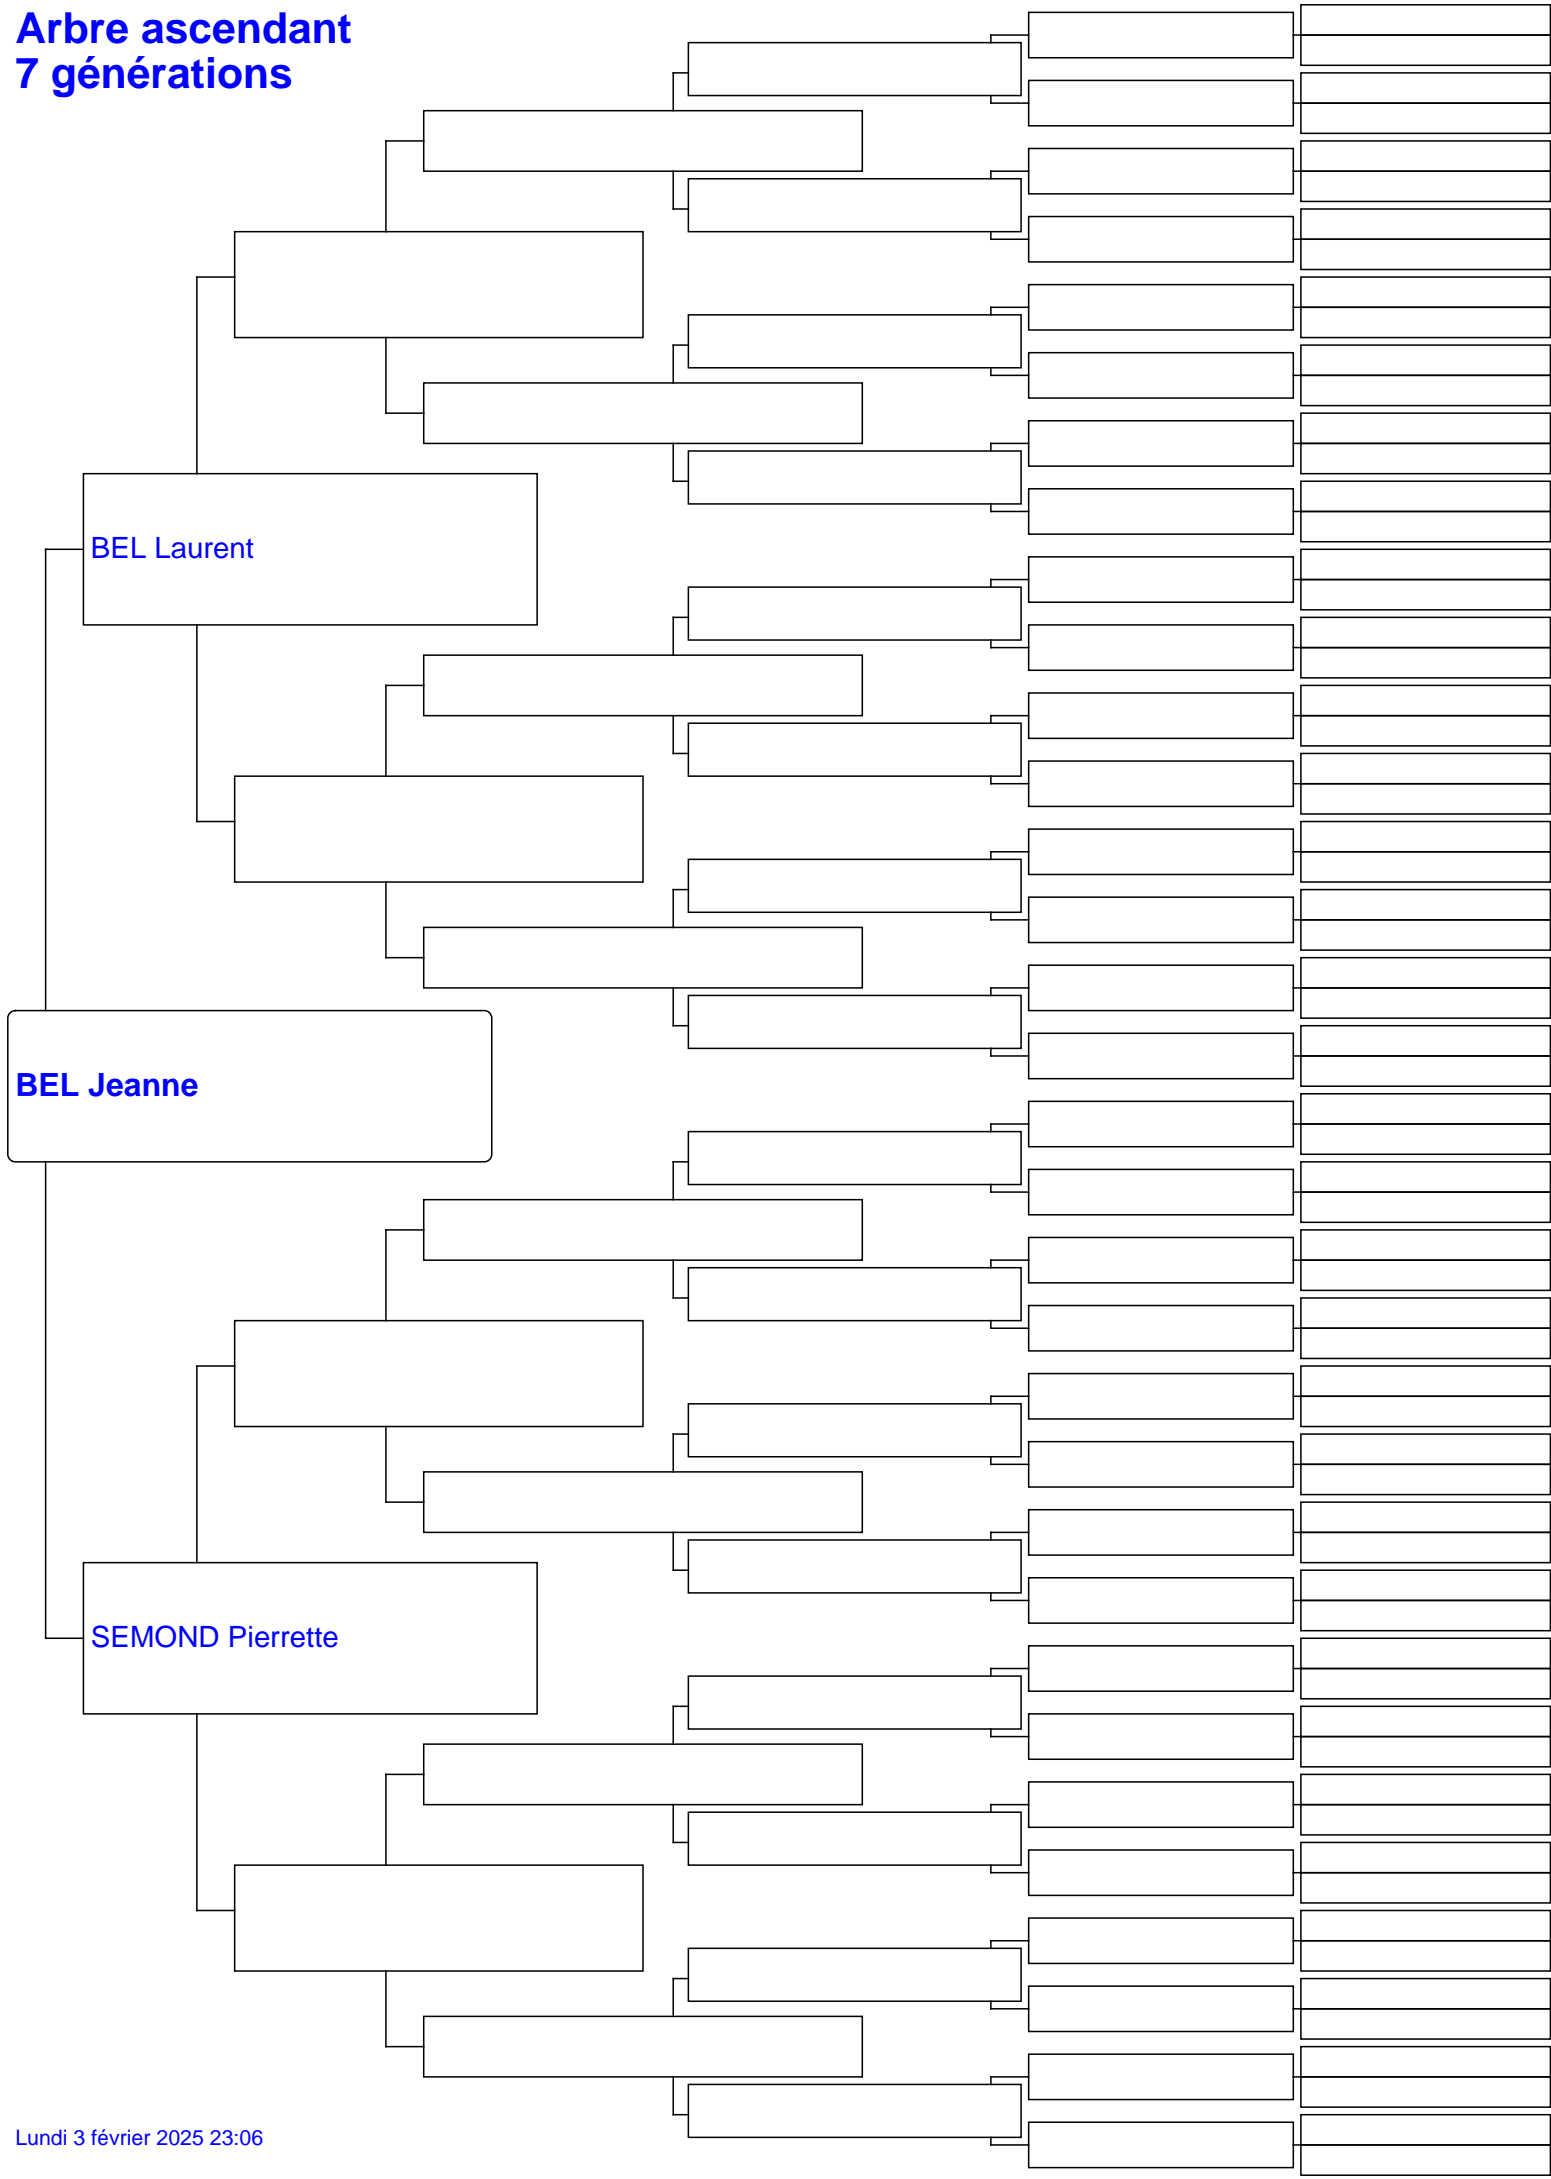 Arbre ascendant
7 générations
BEL Laurent
BEL Jeanne
SEMOND Pierrette
Lundi 3 février 2025 23:06